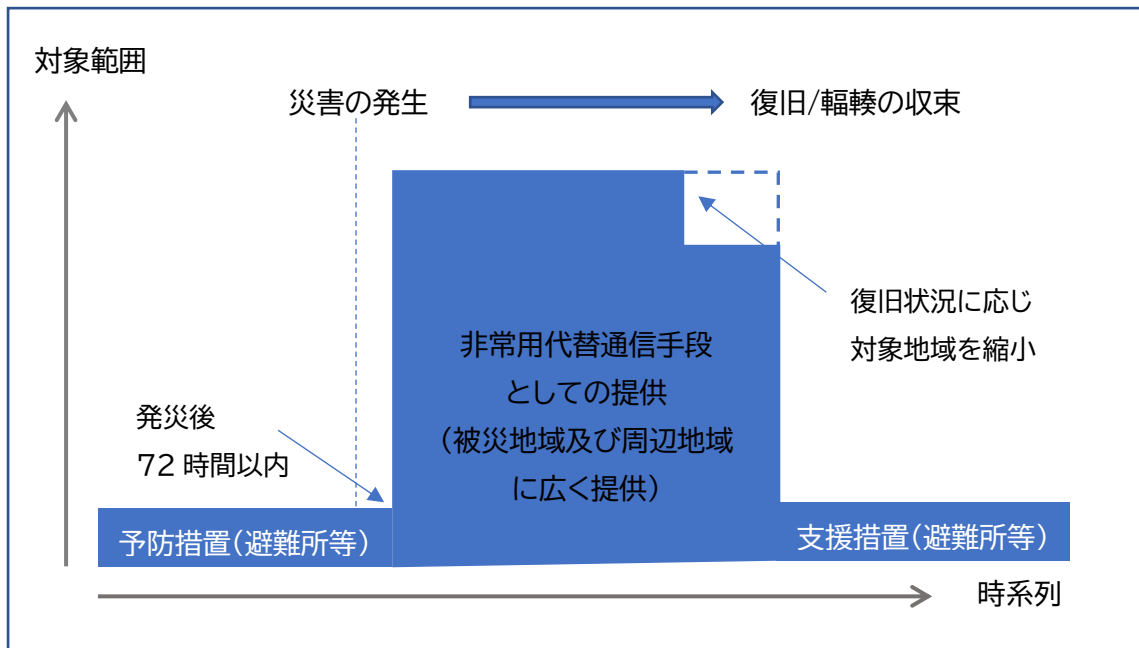 対象範囲
災害の発生
復旧/輻輳の収束
復旧状況に応じ
対象地域を縮小
非常用代替通信手段
としての提供
（被災地域及び周辺地域
に広く提供）
発災後
72時間以内
予防措置（避難所等）
支援措置（避難所等）
時系列